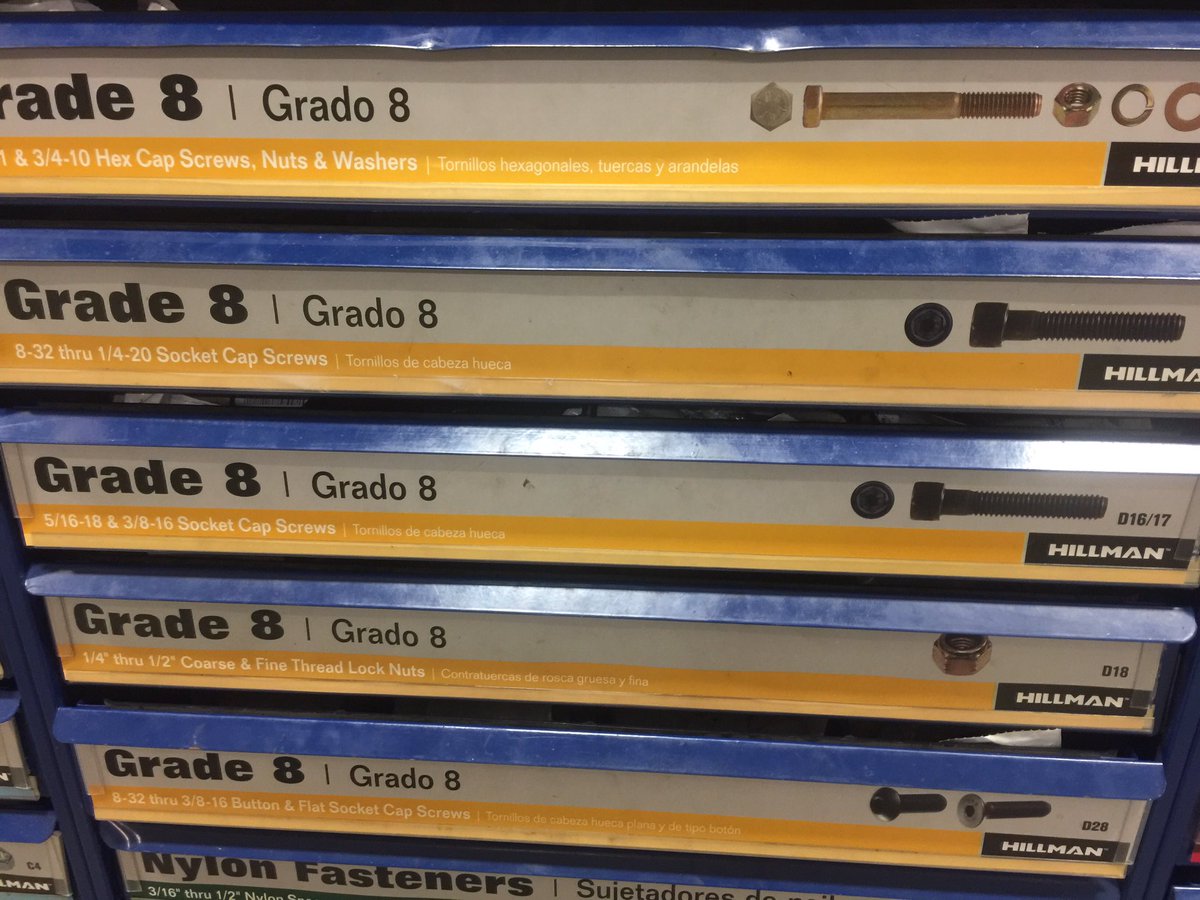 rade 8 | Grado 8
1 & 3/4-10 Hex Cap Screws, Nuts & Washers | Tornillos hexagonales, tuercas y arandelas
HILL
Grade 8 | Grado 8
8-32 thru 1/4-20 Socket Cap Screws | Tornillos de cabeza hueca
HILLMA
Grade 8 | Grado 8
D16/17
5/16-18 & 3/8-16 Socket Cap Screws | Tornillos de cabeza hueca
HILLMAN™
Grade 8 | Grado 8
D18
1/4" thru 1/2" Coarse & Fine Thread Lock Nuts | Contratuercas de rosca gruesa y fina
HILLMAN™
Grade 8 | Grado 8
D28
8-32 thru 3/8-16 Button & Flat Socket Cap Screws | Tornillos de cabeza hueca plana y de tipo botón
HILLMAN™
C4
LMAN™
Nylon Fasteners | Sujetadores de
3/16" thru 1/2" Nylon